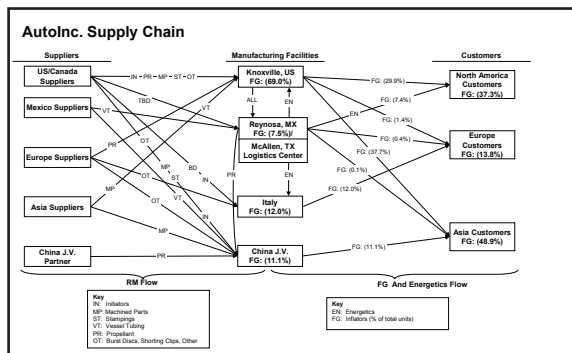 AutoInc. Supply Chain
Suppliers
Manufacturing Facilities
Customers
US/Canada
Suppliers
Mexico Suppliers
Europe Suppliers
Asia Suppliers
China J.V.
Partner
IN PR MP ST OT
TBD
VT
VT
PR
OT
MP
OT
OT
MP
ST
VT
BD
IN
IN
MP
PR
Knoxville, US
FG: (69.0%)
ALL
EN
Reynosa, MX
FG: (7.5%)/
McAllen, TX
Logistics Center
PR
EN
Italy
FG: (12.0%)
China J.V.
FG: (11.1%)
FG: (29.9%)
FG: (7.4%)
EN
FG: (1.4%)
FG: (0.4%)
FG: (37.7%)
FG: (0.1%)
FG: (12.0%)
FG: (11.1%)
North America
Customers
FG: (37.3%)
Europe
Customers
FG: (13.8%)
Asia Customers
FG: (48.9%)
RM Flow
FG And Energetics Flow
Key
IN: Initiators
MP: Machined Parts
ST: Stampings
VT: Vessel Tubing
PR: Propellant
OT: Burst Discs, Shorting Clips, Other
Key
EN: Energetics
FG: Inflators (% of total units)